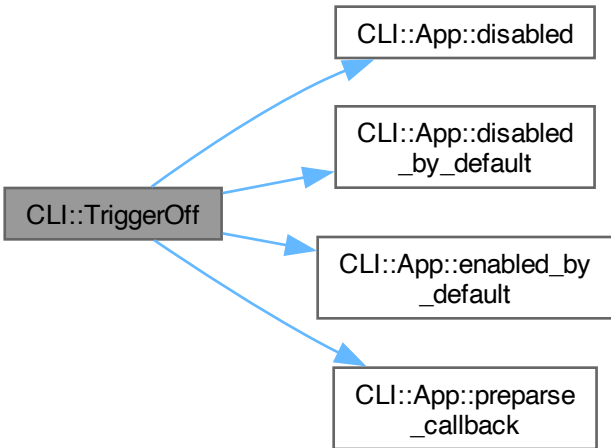 CLI::App::disabled
CLI::App::disabled
_by_default
CLI::TriggerOff
CLI::App::enabled_by
_default
CLI::App::preparse
_callback